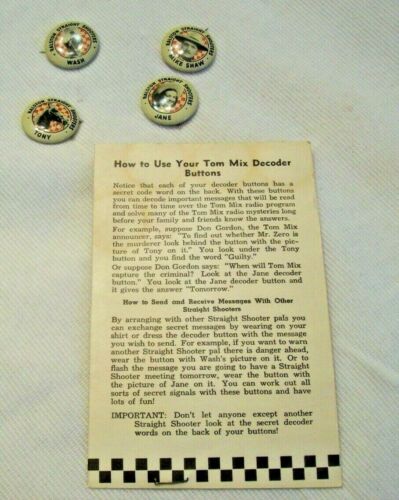 RALSTON STRAIGHT SHOOTERS
WASH
RALSTON STRAIGHT SHOOTERS
MIKE SHAW
RALSTON STRAIGHT SHOOTERS
TONY
RALSTON STRAIGHT SHOOTERS
JANE
How to Use Your Tom Mix Decoder
Buttons
Notice that each of your decoder buttons has a
secret code word on the back. With these buttons
you can decode important messages that will be read
from time to time over the Tom Mix radio program
and solve many of the Tom Mix radio mysteries long
before your family and friends know the answers.
For example, suppose Don Gordon, the Tom Mix
announcer, says: "To find out whether Mr. Zero is
the murderer look behind the button with the pic-
ture of Tony on it." You look under the Tony
button and you find the word "Guilty."
Or suppose Don Gordon says: "When will Tom Mix
capture the criminal? Look at the Jane decoder
button." You look behind the Jane button and
it gives the answer "Tomorrow."
How to Send and Receive Messages With Other
Straight Shooters
By arranging with other Straight Shooter pals you
can exchange secret messages by wearing on your
shirt or dress the decoder button with the message
you wish to send. For example, if you want to warn
another Straight Shooter pal there is danger ahead,
wear the button with Wash's picture on it. Or to
flash the message you are going to have a Straight
Shooter meeting tomorrow, wear the button with
the picture of Jane on it. You can work out all
sorts of secret signals with these buttons and have
lots of fun!
IMPORTANT: Don't let anyone except another
Straight Shooter look at the secret decoder
words on the back of your buttons!